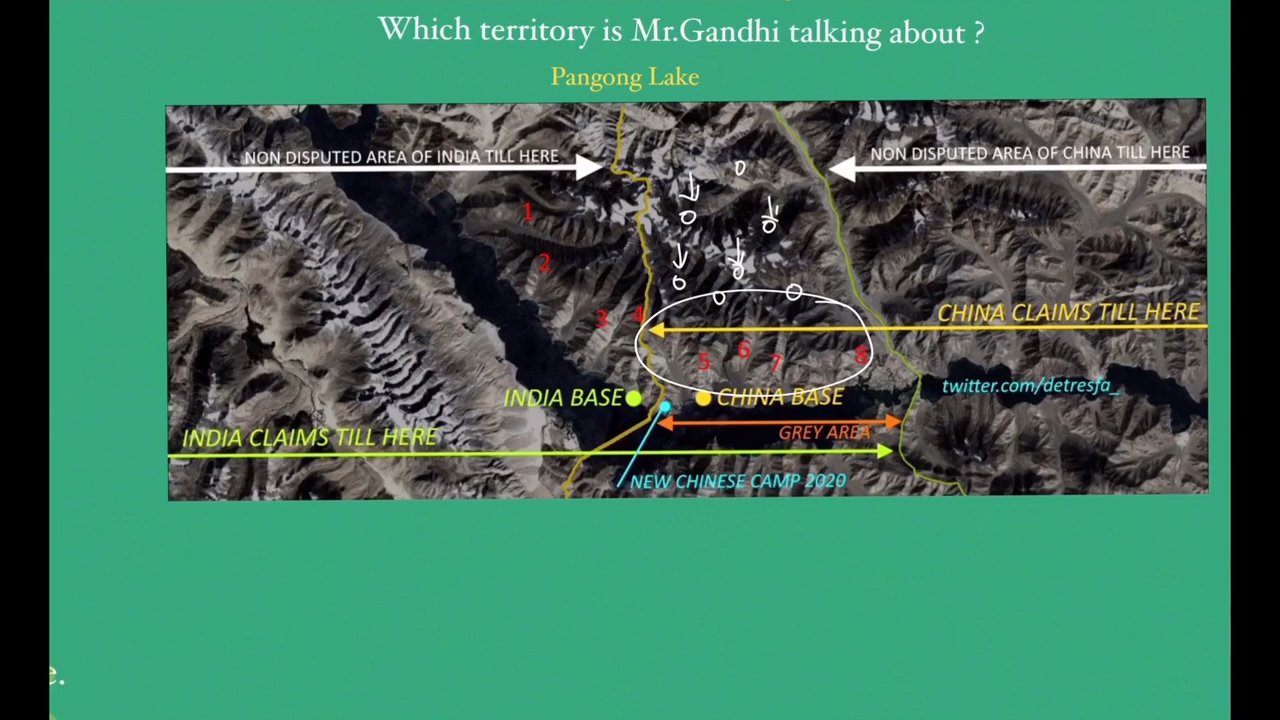 Which territory is Mr.Gandhi talking about ?
Pangong Lake
NON DISPUTED AREA OF INDIA TILL HERE
NON DISPUTED AREA OF CHINA TILL HERE
1
2
3
4
CHINA CLAIMS TILL HERE
5
6
7
8
twitter.com/detresfa_
INDIA BASE
CHINA BASE
GREY AREA
INDIA CLAIMS TILL HERE
NEW CHINESE CAMP 2020
e.